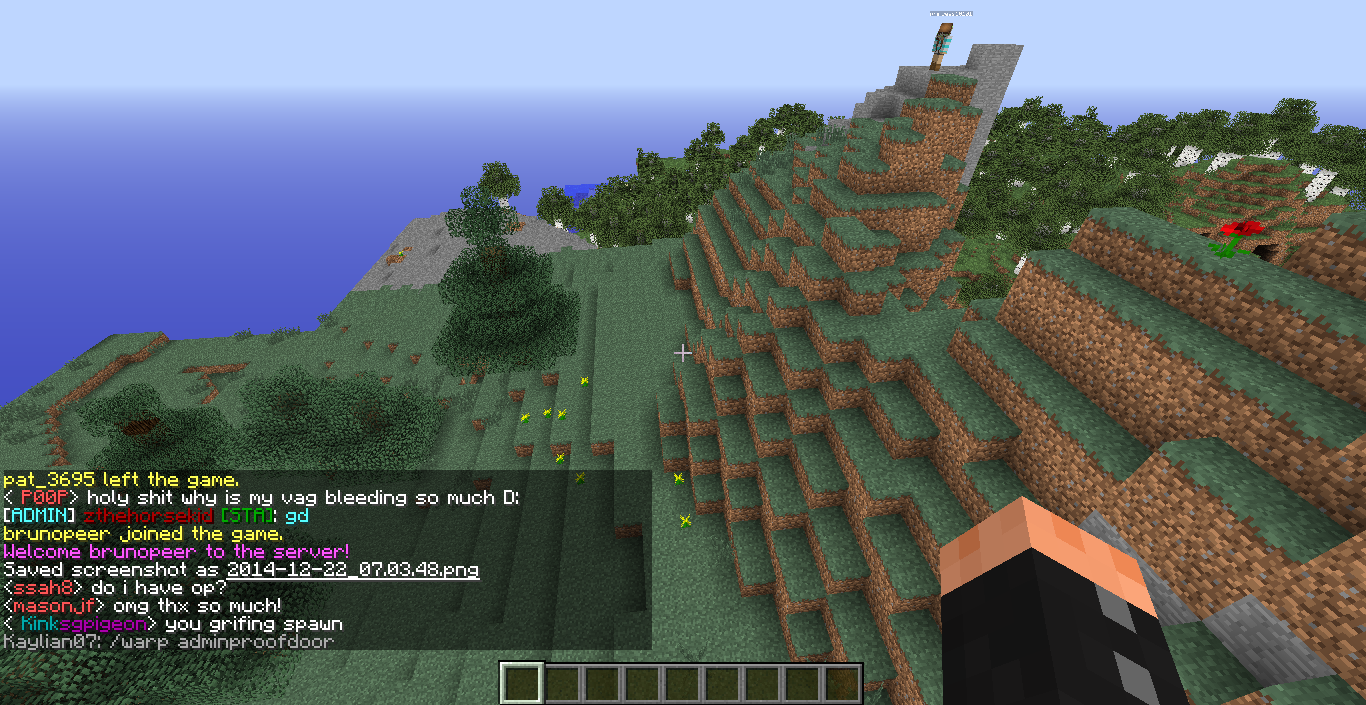 pat_3695 left the game.
< P00P> holy shit why is my vag bleeding so much D:
[ADMIN] zthehorsekid [STA]: gd
brunopeer joined the game.
Welcome brunopeer to the server!
Saved screenshot as 2014-12-22_07.03.48.png
<ssah8> do i have op?
<masonjf> omg thx so much!
< Kinksgpigeon> you grifing spawn
Kaylian07: /warp adminproofdoor